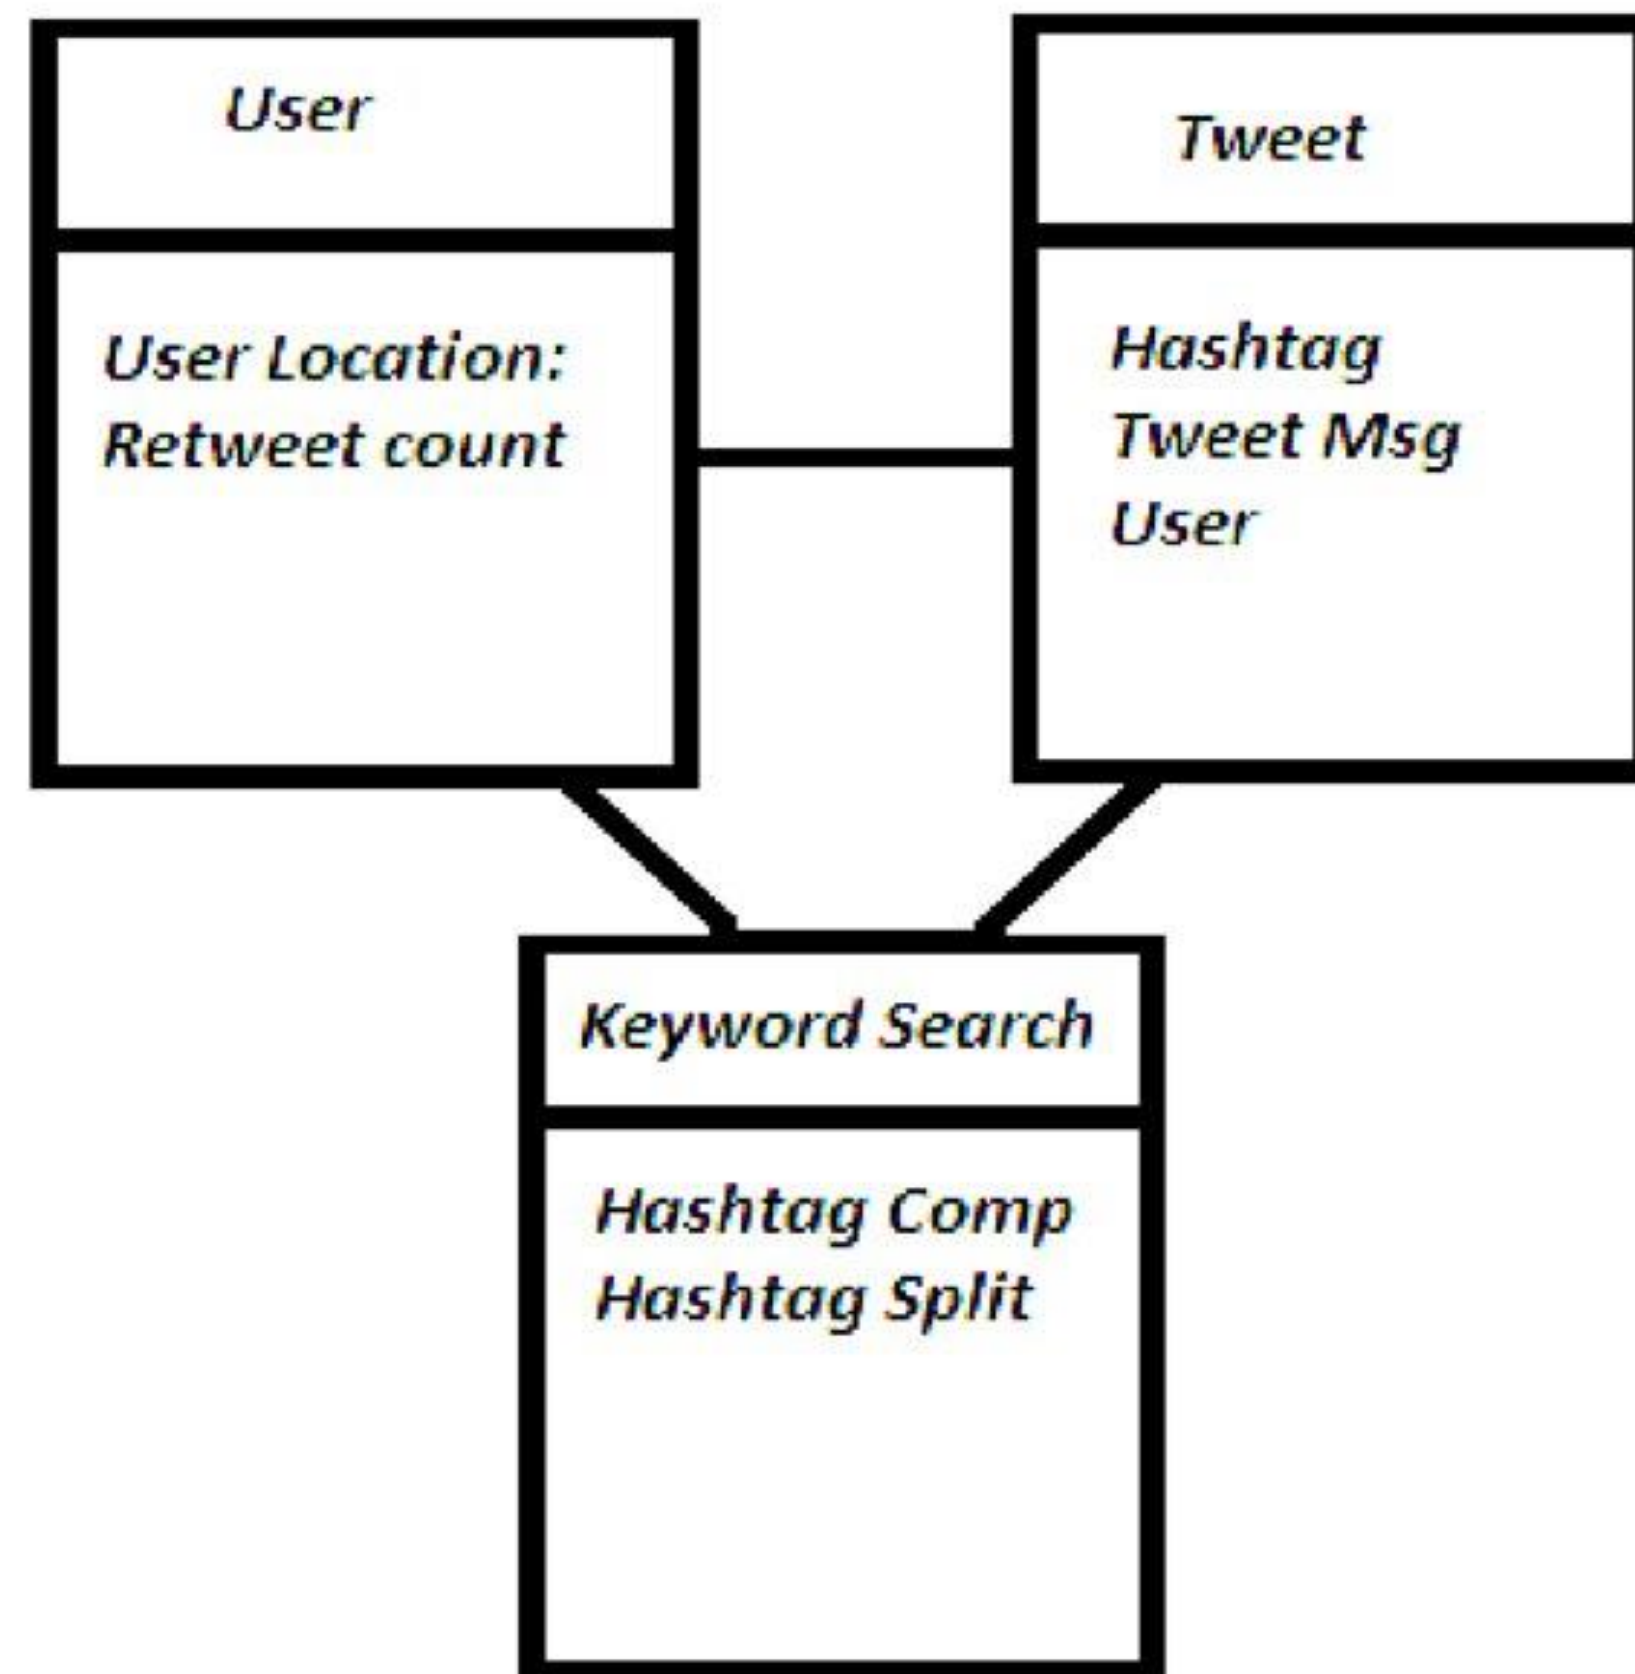 User
User Location:
Retweet count
Tweet
Hashtag
Tweet Msg
User
Keyword Search
Hashtag Comp
Hashtag Split